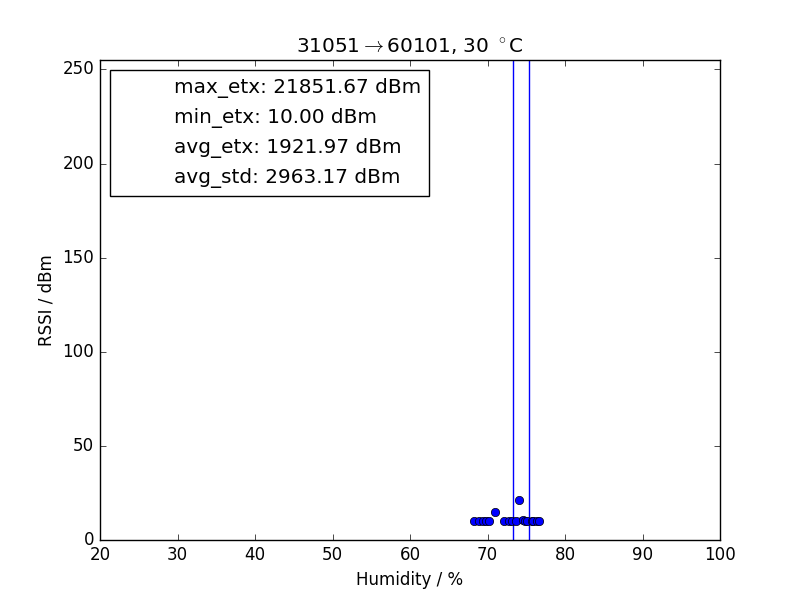 31051→60101, 30 °C
max_etx: 21851.67 dBm
min_etx: 10.00 dBm
avg_etx: 1921.97 dBm
avg_std: 2963.17 dBm
RSSI / dBm
250
200
150
100
50
0
20 30 40 50 60 70 80 90 100
Humidity / %